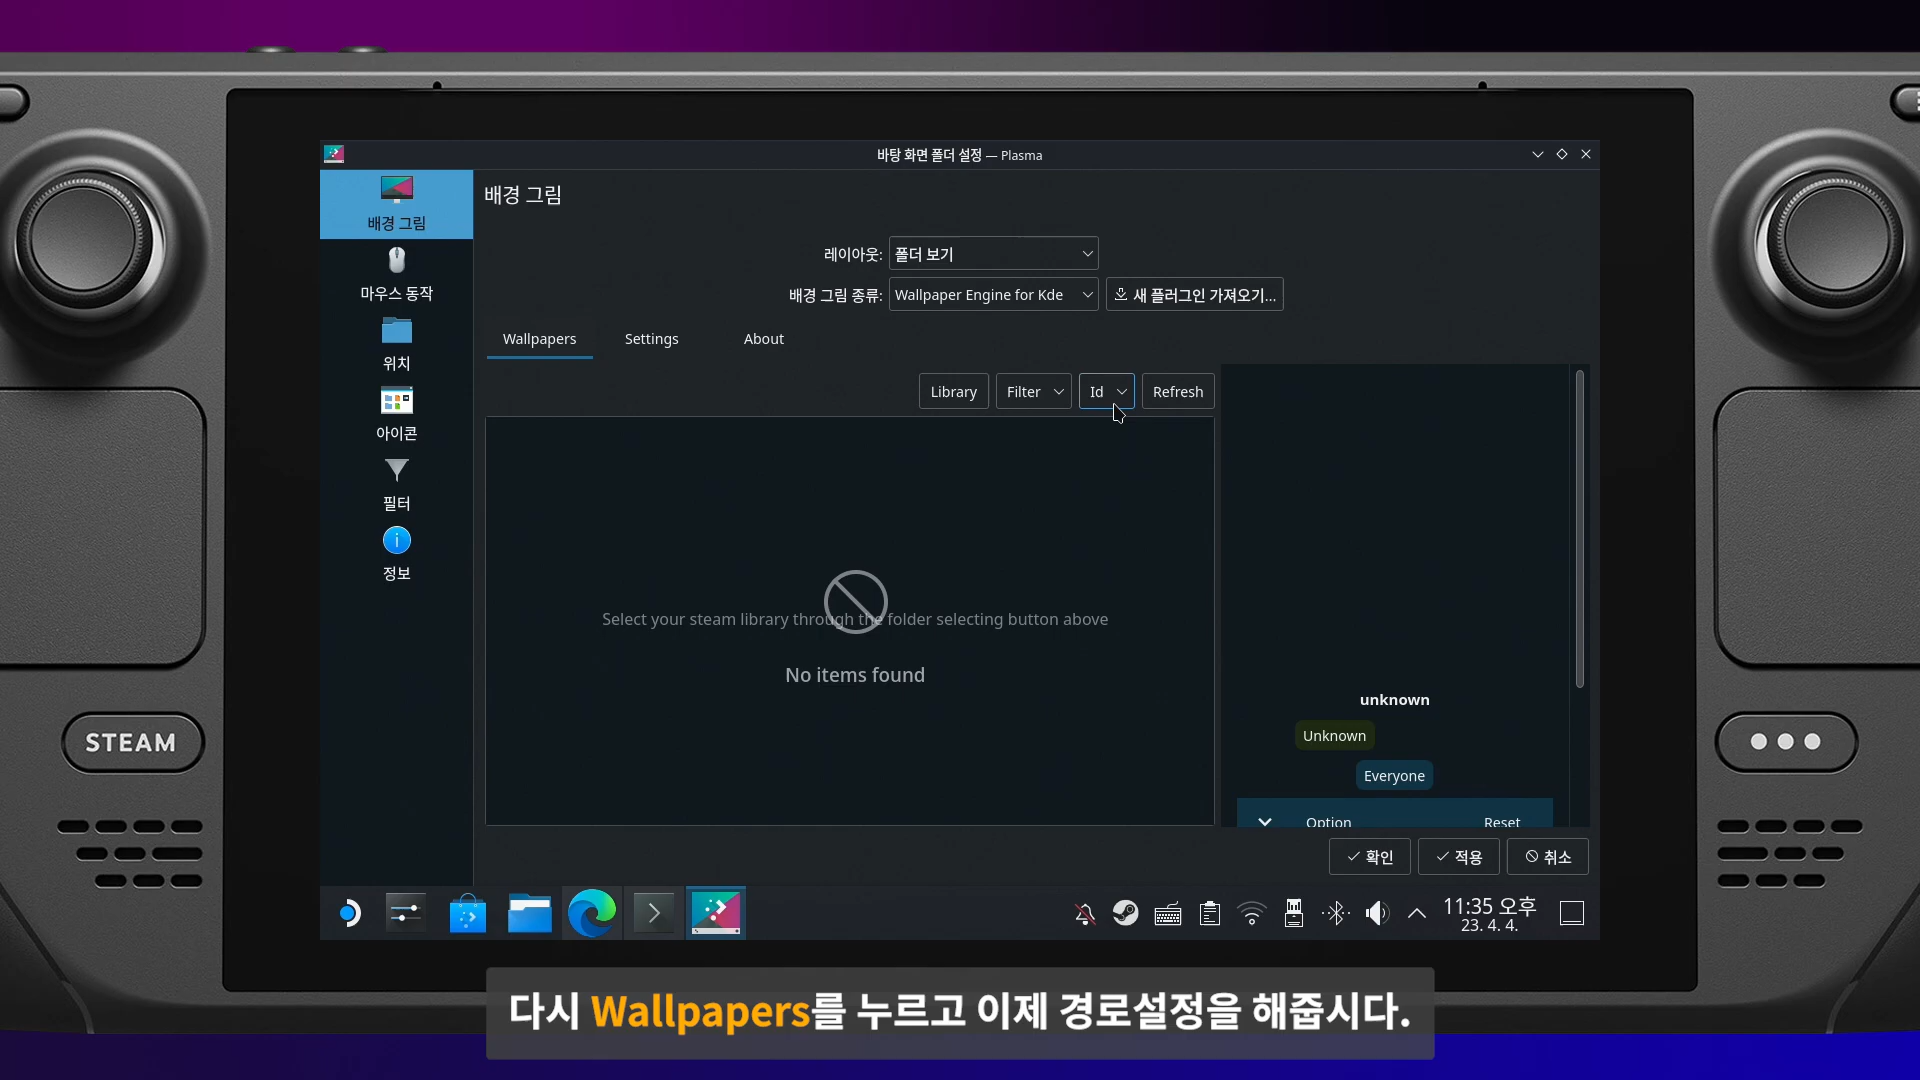 바탕 화면 폴더 설정 — Plasma
배경 그림
마우스 동작
위치
아이콘
필터
정보
배경 그림
레이아웃: 폴더 보기
배경 그림 종류: Wallpaper Engine for Kde 새 플러그인 가져오기...
Wallpapers Settings About
Library Filter Id Refresh
Select your steam library through the folder selecting button above
No items found
unknown
Unknown
Everyone
Option Reset
확인 적용 취소
11:35 오후
23. 4. 4.
STEAM
다시 Wallpapers를 누르고 이제 경로설정을 해줍시다.